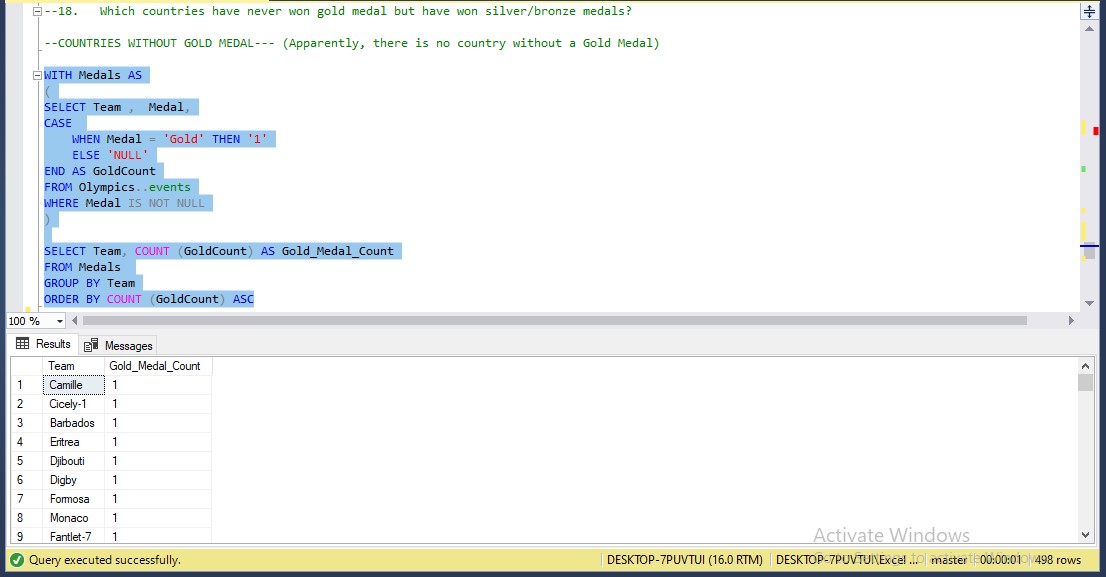 --18. Which countries have never won gold medal but have won silver/bronze medals?
--COUNTRIES WITHOUT GOLD MEDAL--- (Apparently, there is no country without a Gold Medal)
WITH Medals AS
(
SELECT Team , Medal,
CASE
WHEN Medal = 'Gold' THEN '1'
ELSE 'NULL'
END AS GoldCount
FROM Olympics..events
WHERE Medal IS NOT NULL
)
SELECT Team, COUNT (GoldCount) AS Gold_Medal_Count
FROM Medals
GROUP BY Team
ORDER BY COUNT (GoldCount) ASC
100 %
Results Messages
Team Gold_Medal_Count
1 Camille 1
2 Cicely-1 1
3 Barbados 1
4 Eritrea 1
5 Djibouti 1
6 Digby 1
7 Formosa 1
8 Monaco 1
9 Fantlet-7 1
Activate Windows
Query executed successfully. DESKTOP-7PUVTUI (16.0 RTM) DESKTOP-7PUVTUI\Excel ... master 00:00:01 498 rows